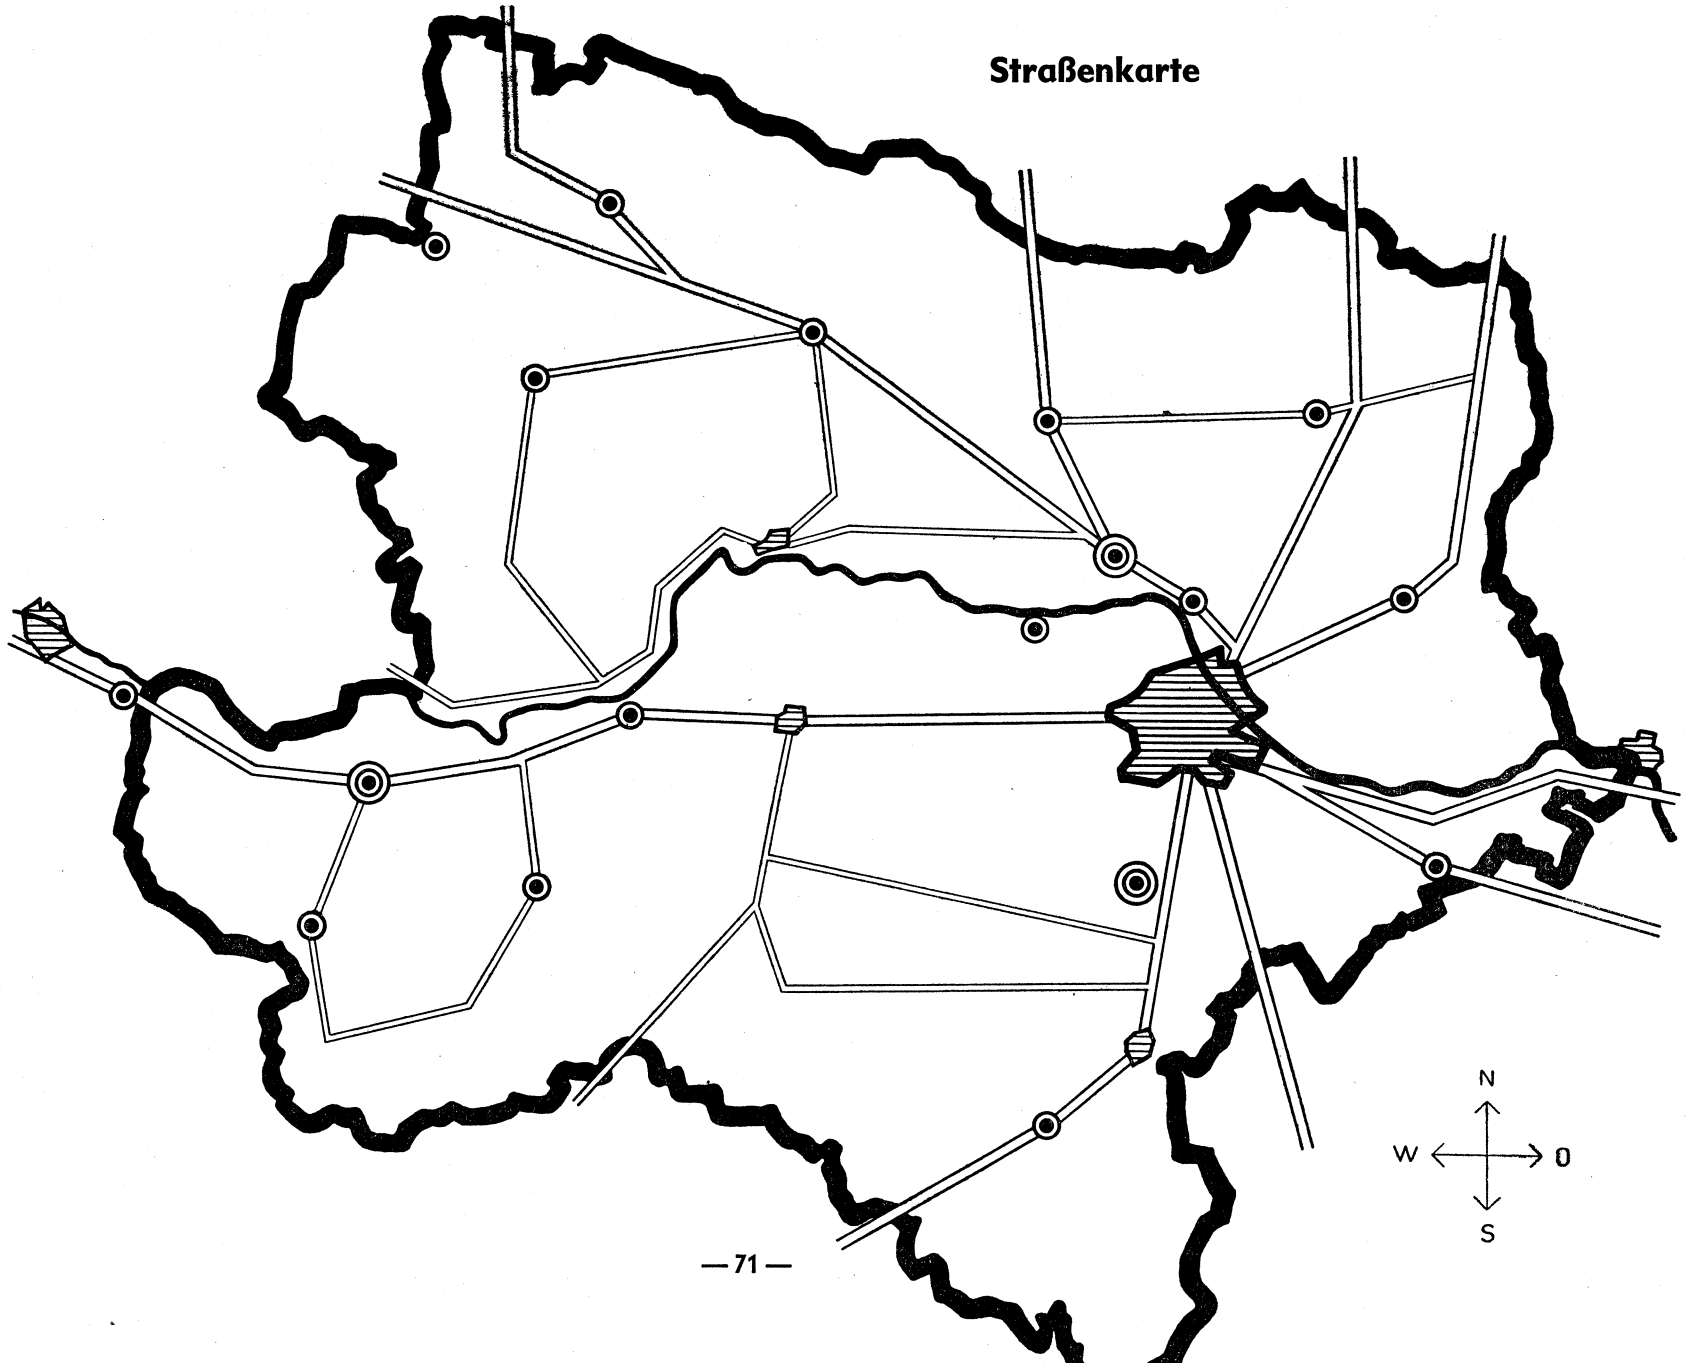 Straßenkarte
N
W O
S
— 71 —